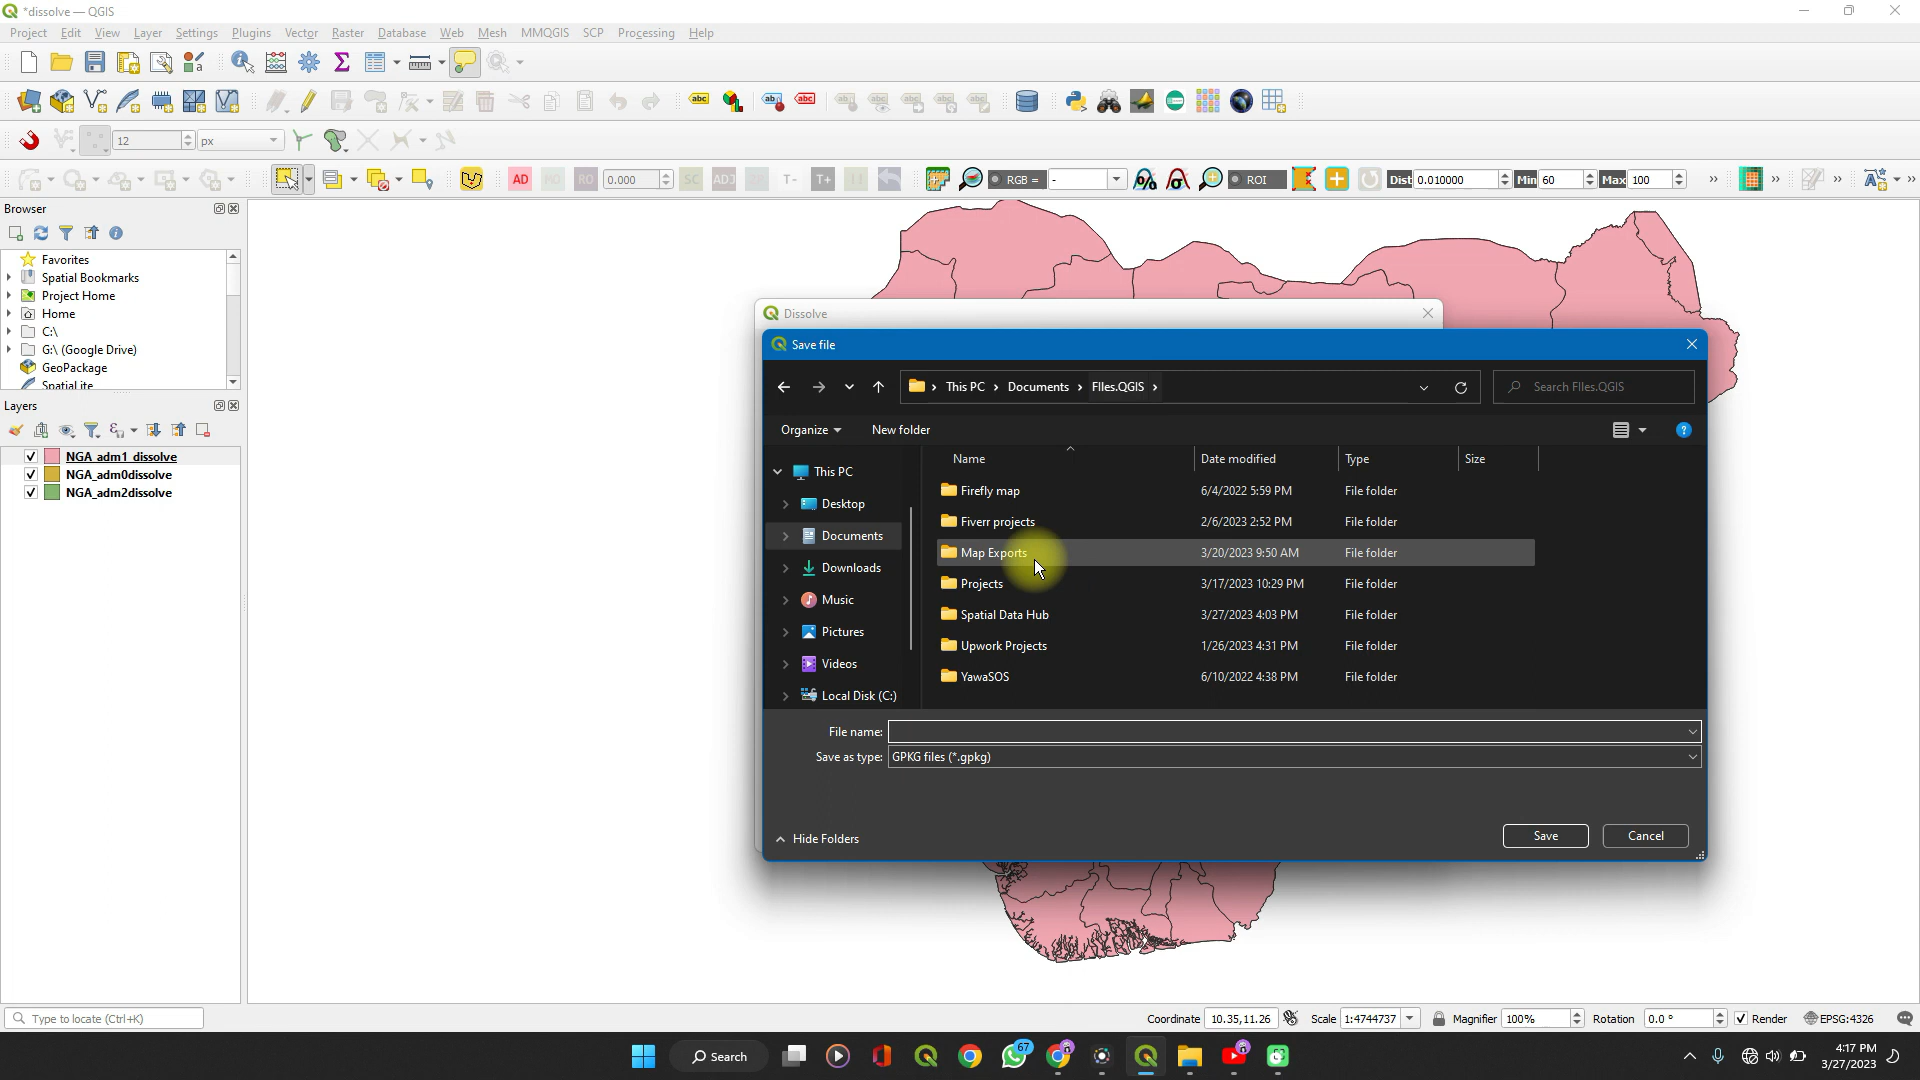 *dissolve — QGIS
Project Edit View Layer Settings Plugins Vector Raster Database Web Mesh MMQGIS SCP Processing Help
12 px
AD RO 0.000 SC ADJ T- T+ RGB = - ROI Dist 0.010000 Min 60 Max 100
Browser
Favorites
Spatial Bookmarks
Project Home
Home
C:\
G:\ (Google Drive)
GeoPackage
SpatiaLite
Layers
NGA_adm1_dissolve
NGA_adm0dissolve
NGA_adm2dissolve
Dissolve
Save file
This PC › Documents › FIles.QGIS ›
Search FIles.QGIS
Organize New folder
This PC
Desktop
Documents
Downloads
Music
Pictures
Videos
Local Disk (C:)
Name Date modified Type Size
Firefly map 6/4/2022 5:59 PM File folder
Fiverr projects 2/6/2023 2:52 PM File folder
Map Exports 3/20/2023 9:50 AM File folder
Projects 3/17/2023 10:29 PM File folder
Spatial Data Hub 3/27/2023 4:03 PM File folder
Upwork Projects 1/26/2023 4:31 PM File folder
YawaSOS 6/10/2022 4:38 PM File folder
File name:
Save as type: GPKG files (*.gpkg)
Hide Folders
Save Cancel
Type to locate (Ctrl+K)
Coordinate 10.35,11.26 Scale 1:4744737 Magnifier 100% Rotation 0.0 ° Render EPSG:4326
Search
67
4:17 PM
3/27/2023